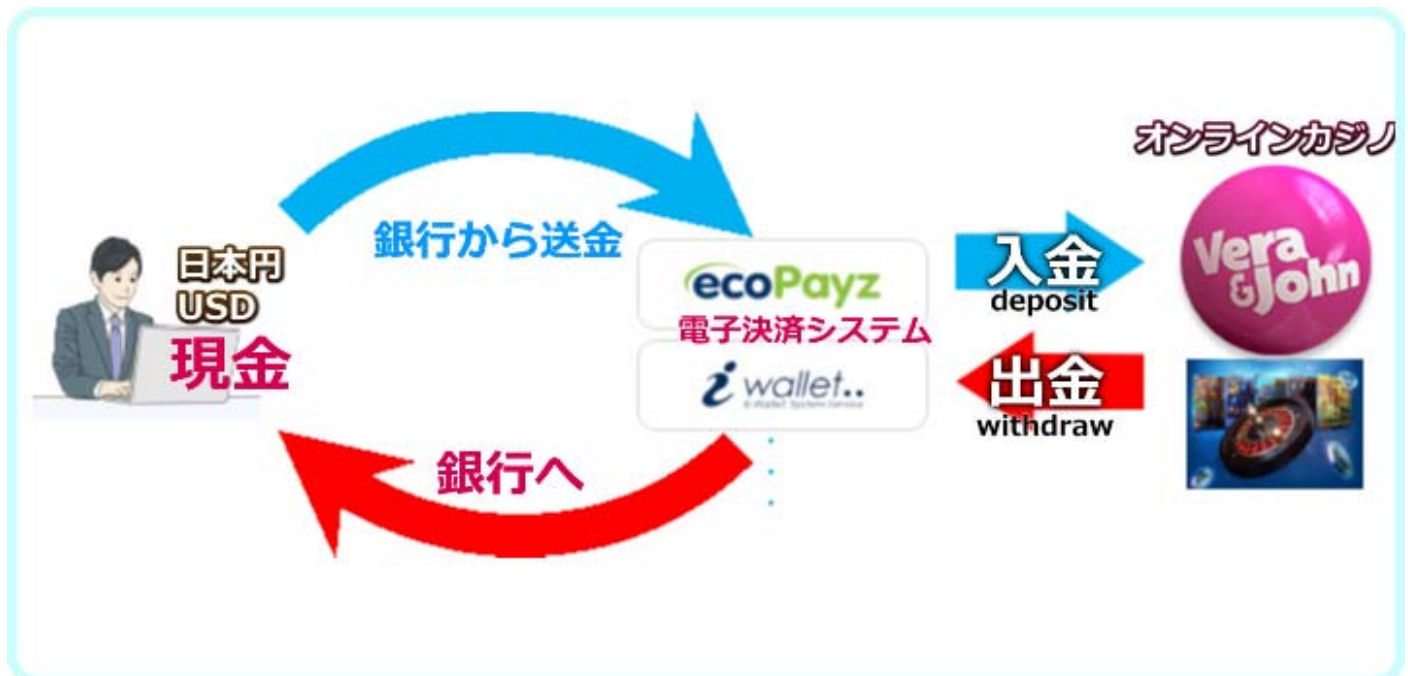 オンラインカジノ
銀行から送金
日本円
USD
現金
ecoPayz
電子決済システム
i wallet..
入金
deposit
出金
withdraw
Vera
&John
銀行へ